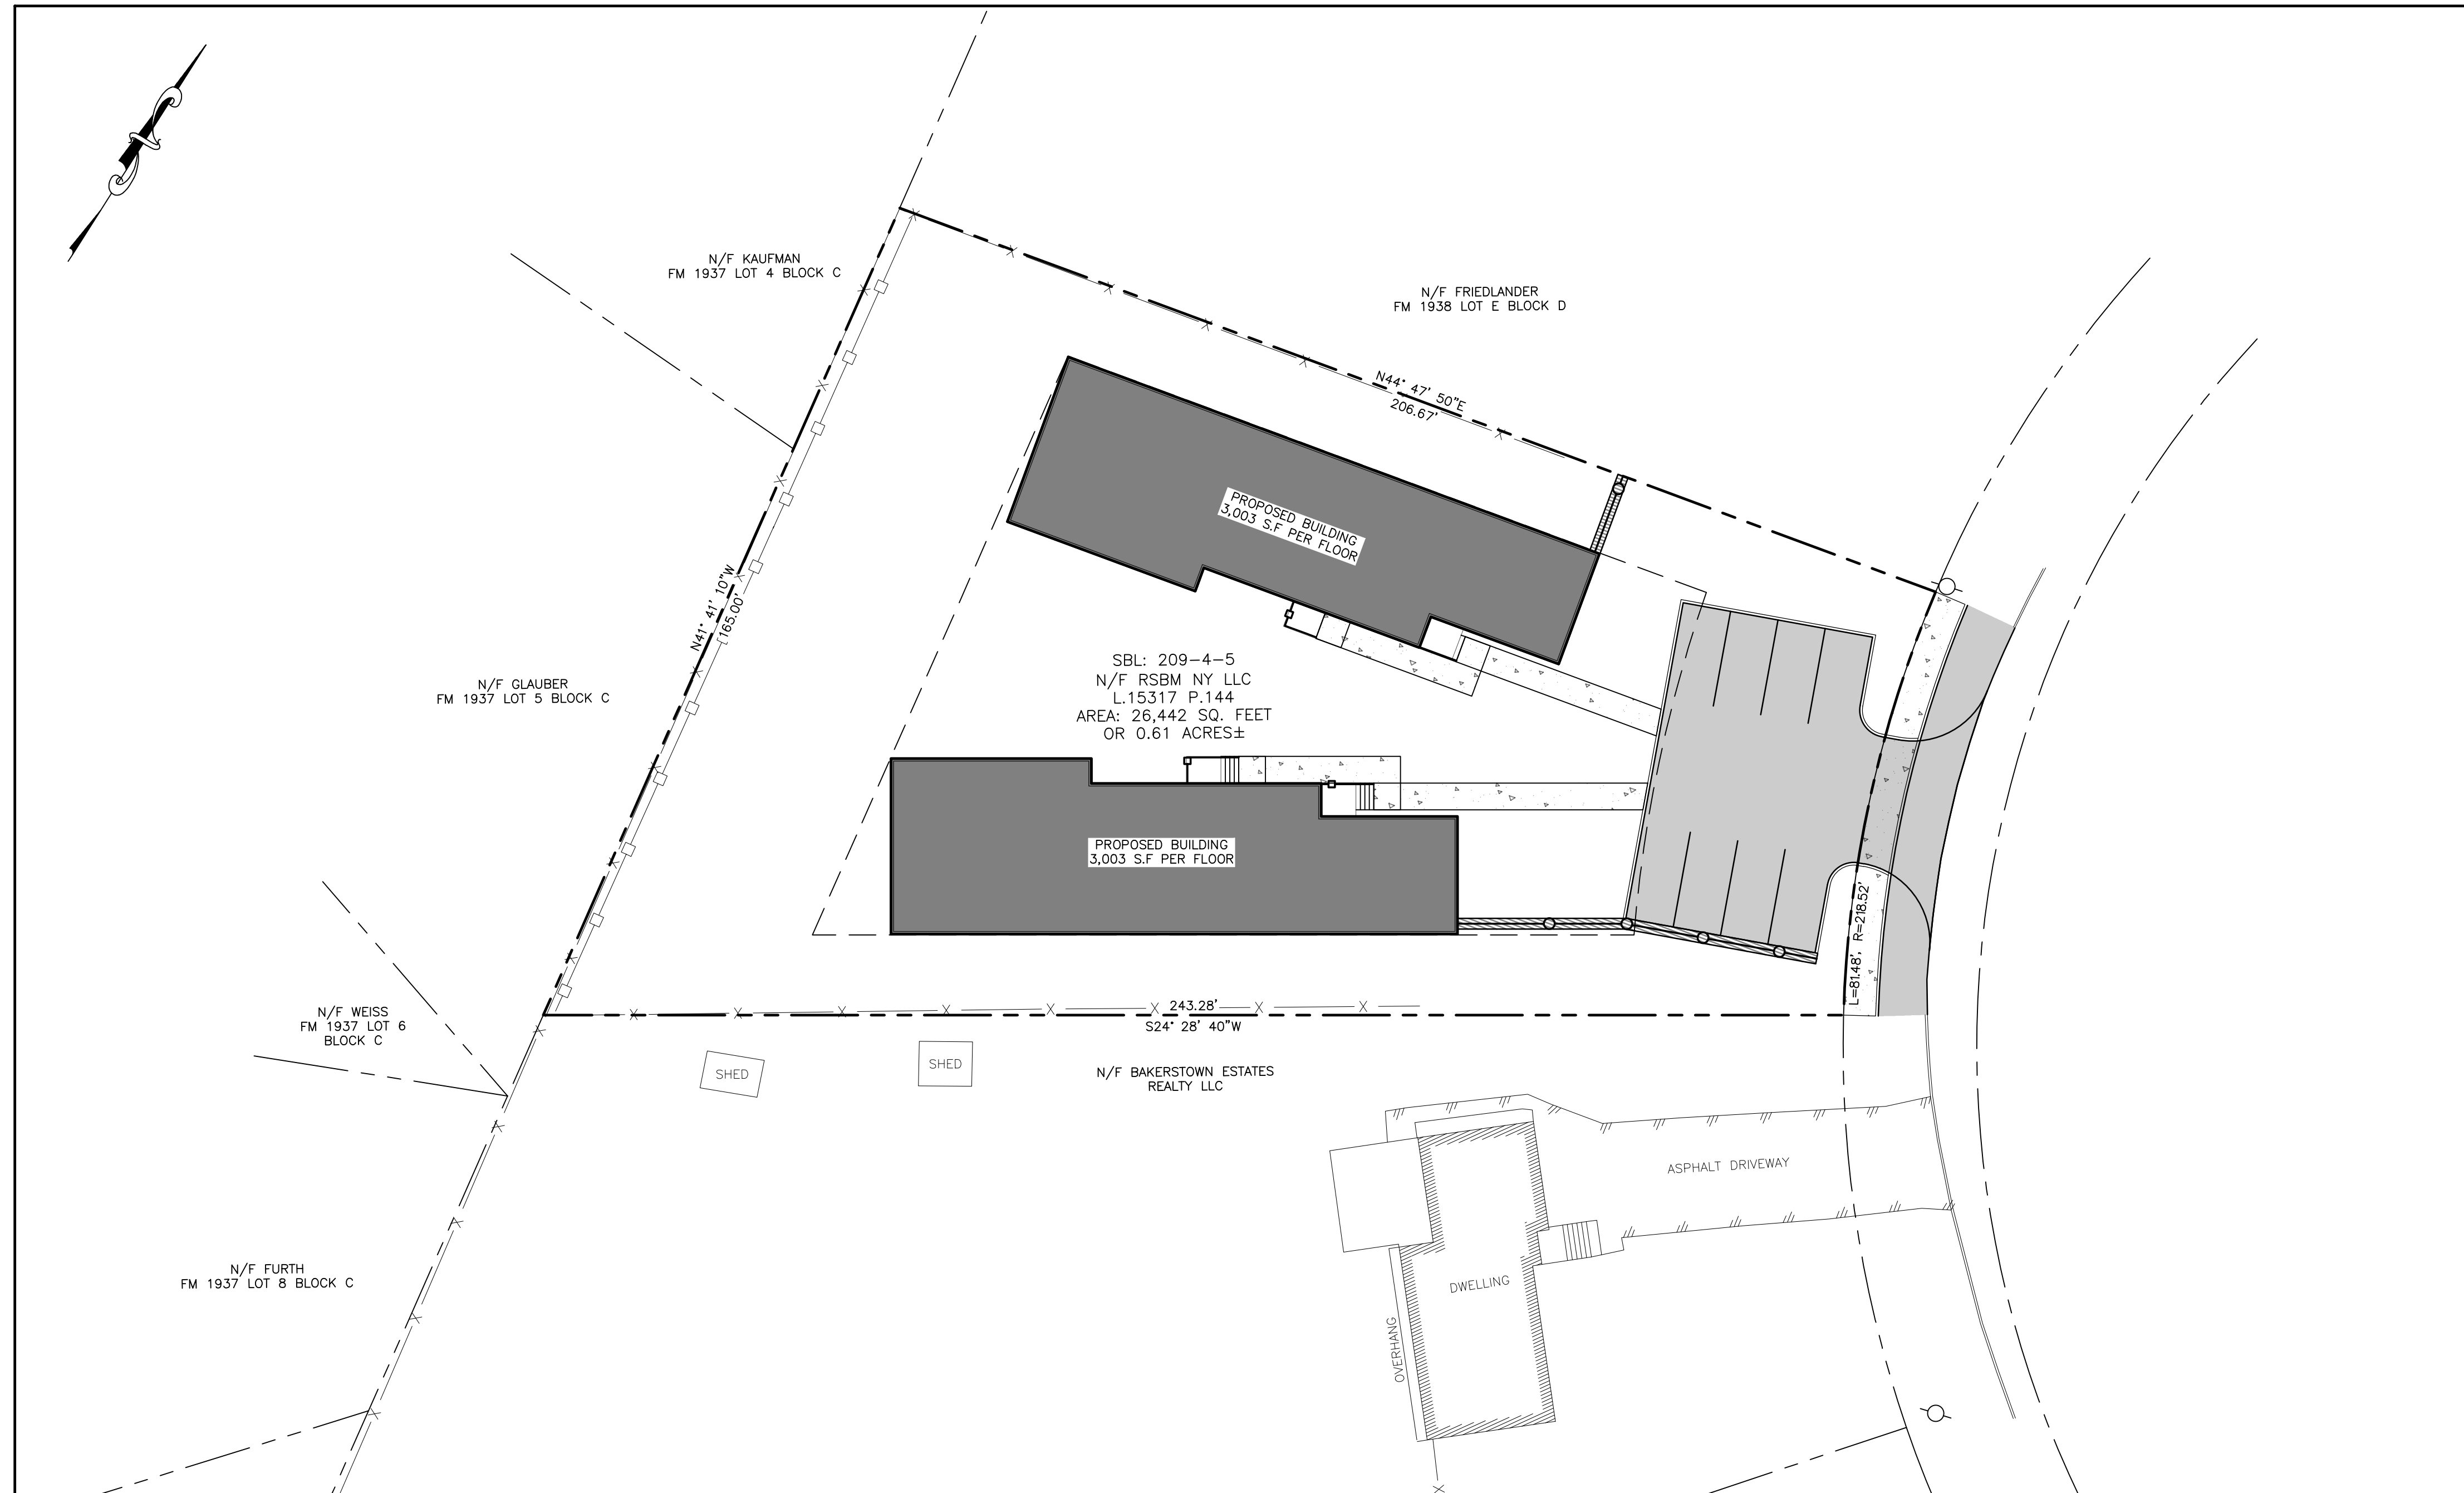 N/F KAUFMAN
FM 1937 LOT 4 BLOCK C
N/F FRIEDLANDER
FM 1938 LOT E BLOCK D
N44° 47' 50"E
206.67'
PROPOSED BUILDING
3,003 S.F PER FLOOR
N41° 41' 10"W
165.00'
SBL: 209-4-5
N/F RSBM NY LLC
L.15317 P.144
AREA: 26,442 SQ. FEET
OR 0.61 ACRES±
N/F GLAUBER
FM 1937 LOT 5 BLOCK C
PROPOSED BUILDING
3,003 S.F PER FLOOR
L=81.48', R=218.52'
243.28'
S24° 28' 40"W
N/F WEISS
FM 1937 LOT 6
BLOCK C
SHED
SHED
N/F BAKERSTOWN ESTATES
REALTY LLC
ASPHALT DRIVEWAY
DWELLING
OVERHANG
N/F FURTH
FM 1937 LOT 8 BLOCK C